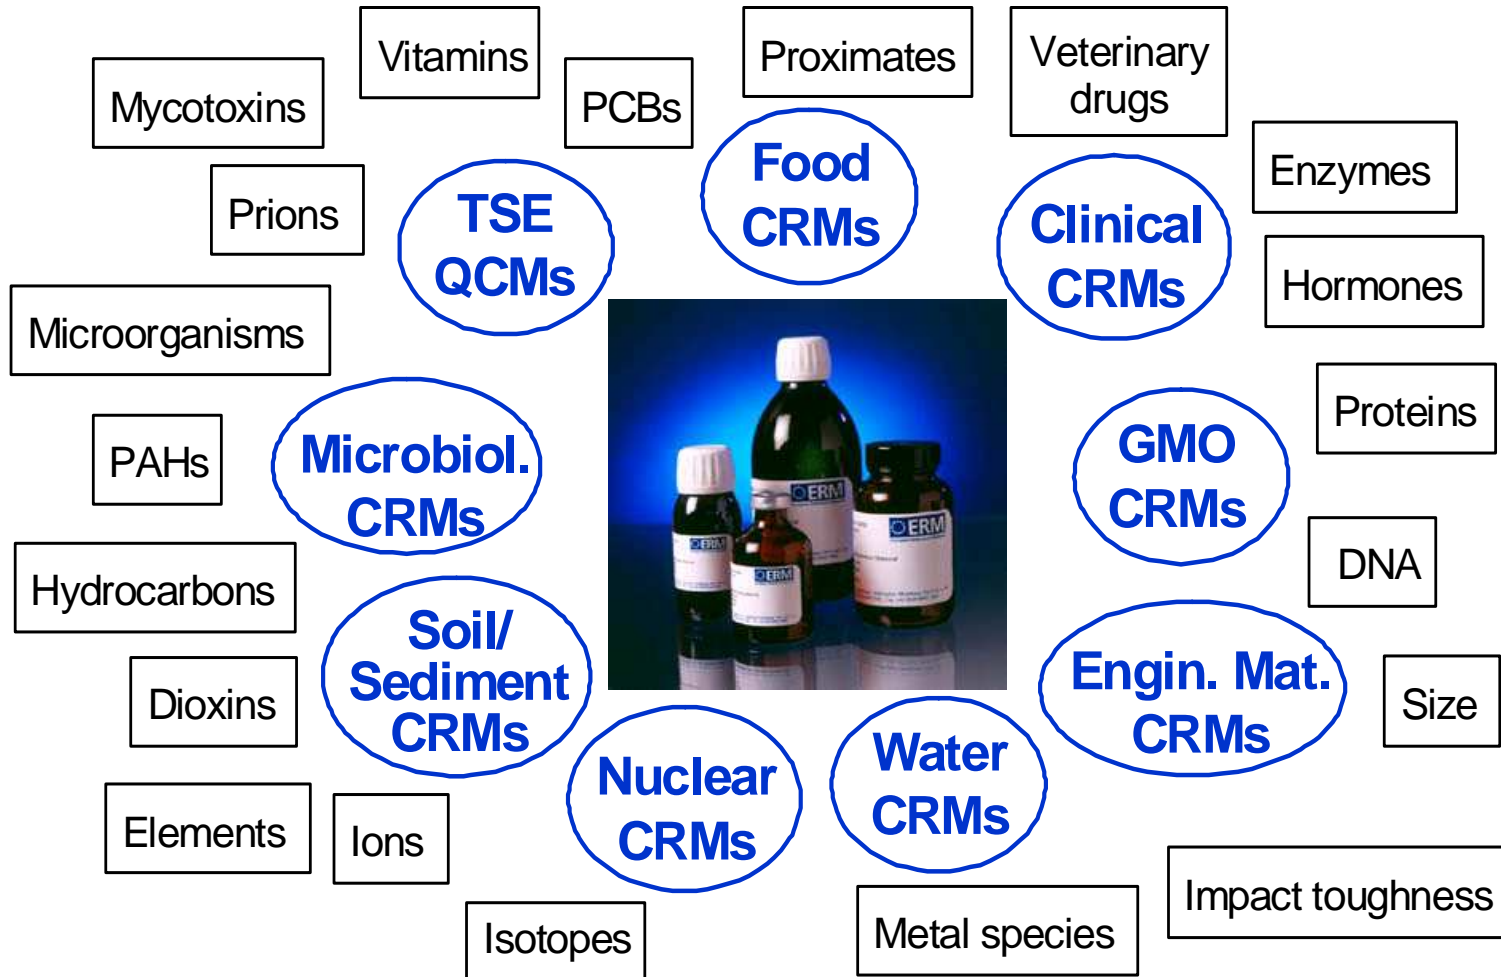 Vitamins
Proximates
Veterinary
drugs
Mycotoxins
PCBs
Enzymes
Prions
TSE
QCMs
Food
CRMs
Clinical
CRMs
Hormones
Microorganisms
Proteins
PAHs
Microbiol.
CRMs
GMO
CRMs
ERM
ERM
ERM
ERM
Hydrocarbons
DNA
Soil/
Sediment
CRMs
Engin. Mat.
CRMs
Dioxins
Size
Nuclear
CRMs
Water
CRMs
Elements
Ions
Impact toughness
Isotopes
Metal species